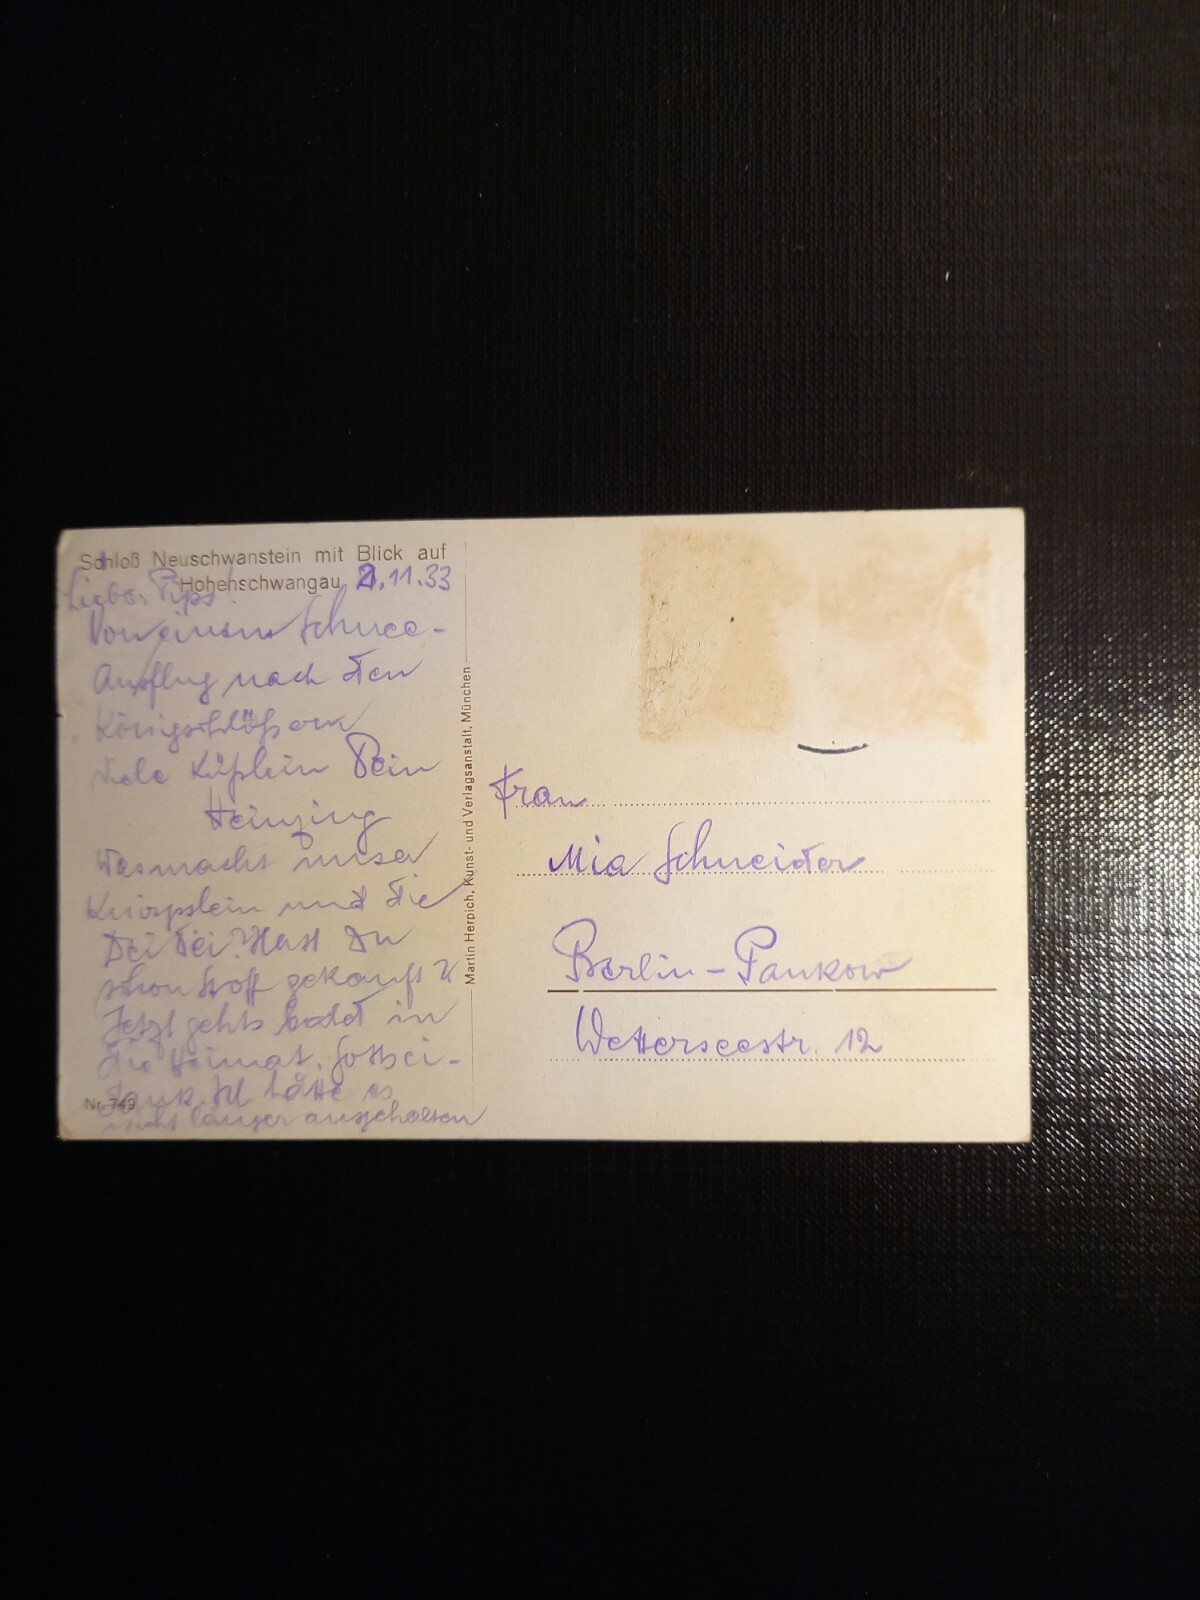 Schloß Neuschwanstein mit Blick auf
Hohenschwangau 2.11.33
Lieber Pips!
Von einem Schnee-
Ausflug nach den
Königschlößern
viele Küßlein Dein
Heinzing
Was macht unser
Knirpslein und die
Dei Dei? Hast Du
schon Stoff gekauft?
Jetzt gehts bald in
die Heimat. Gottsei-
dank. Ich hätte es
nicht länger ausgehalten
Nr. 743
Martin Herpich, Kunst- und Verlagsanstalt, München
Frau
Mia Schneider
Berlin-Pankow
Wetterseestr. 12